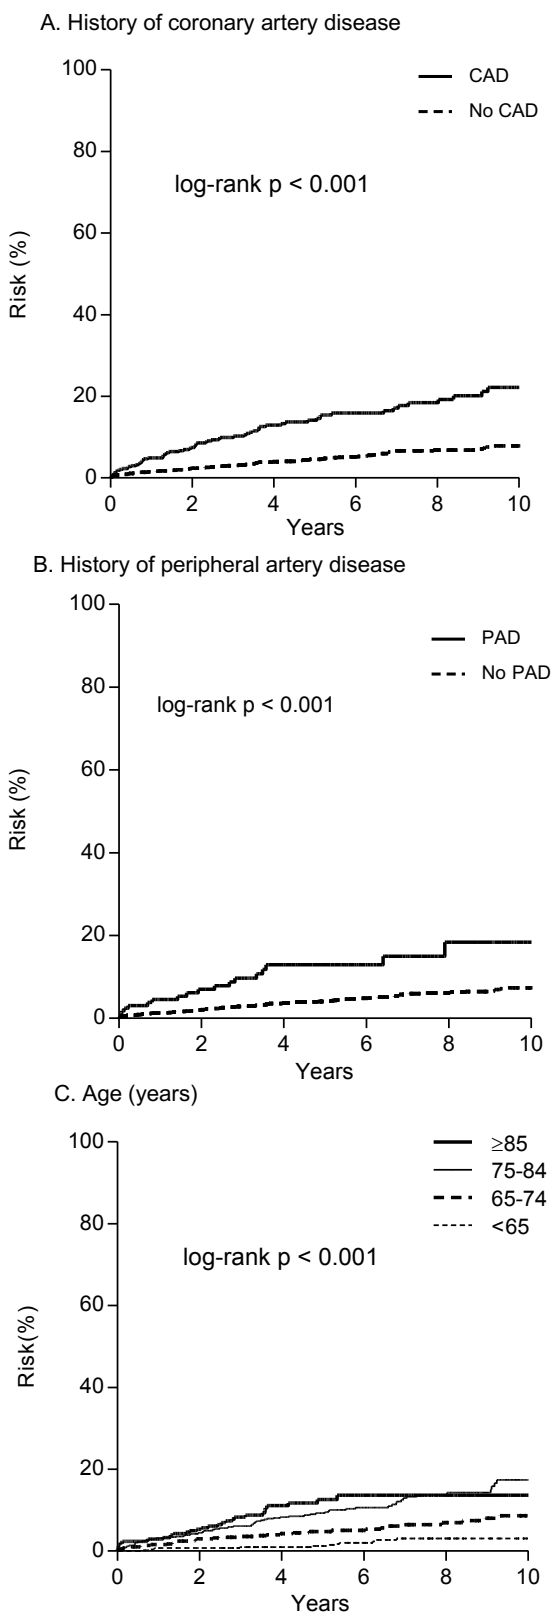 A. History of coronary artery disease
100
80
60
40
20
0
Risk (%)
CAD
No CAD
log-rank p < 0.001
0 2 4 6 8 10
Years
B. History of peripheral artery disease
100
80
60
40
20
0
Risk (%)
PAD
No PAD
log-rank p < 0.001
0 2 4 6 8 10
Years
C. Age (years)
100
80
60
40
20
0
Risk(%)
≥85
75-84
65-74
<65
log-rank p < 0.001
0 2 4 6 8 10
Years